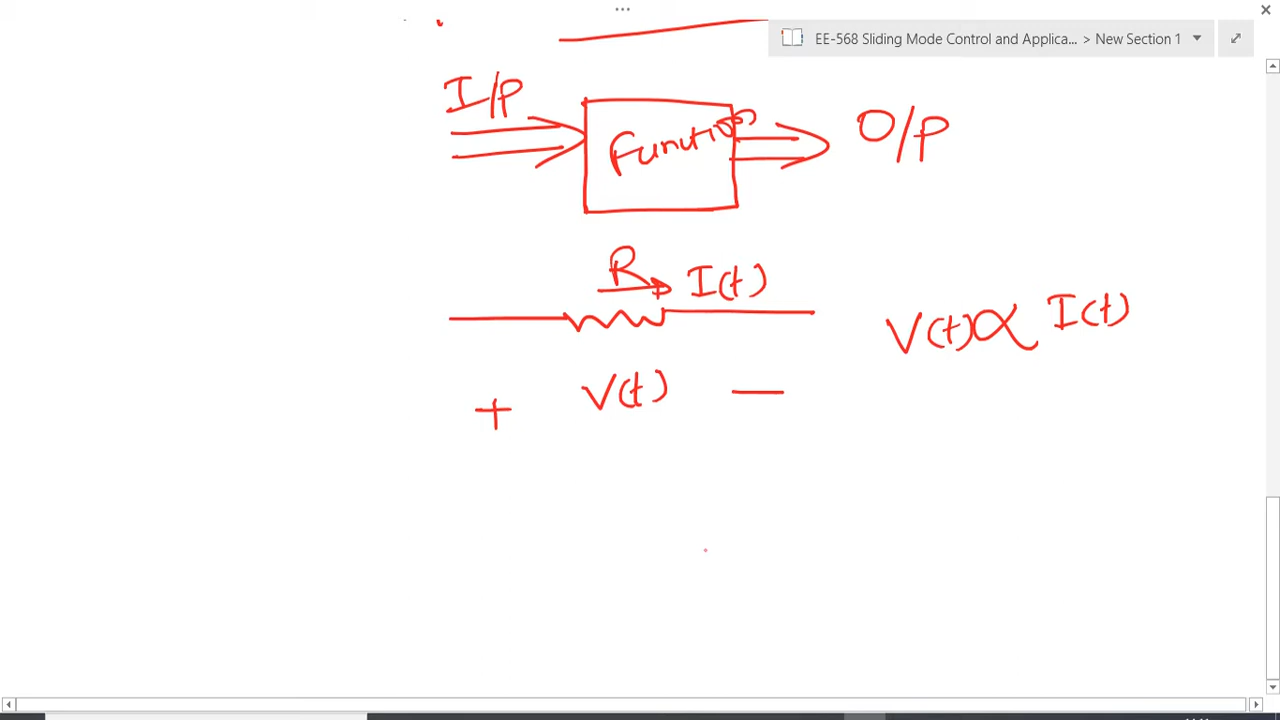 EE-568 Sliding Mode Control and Applica... > New Section 1
I/P
Function
O/P
R
I(t)
V(t) ∝ I(t)
+ V(t) —